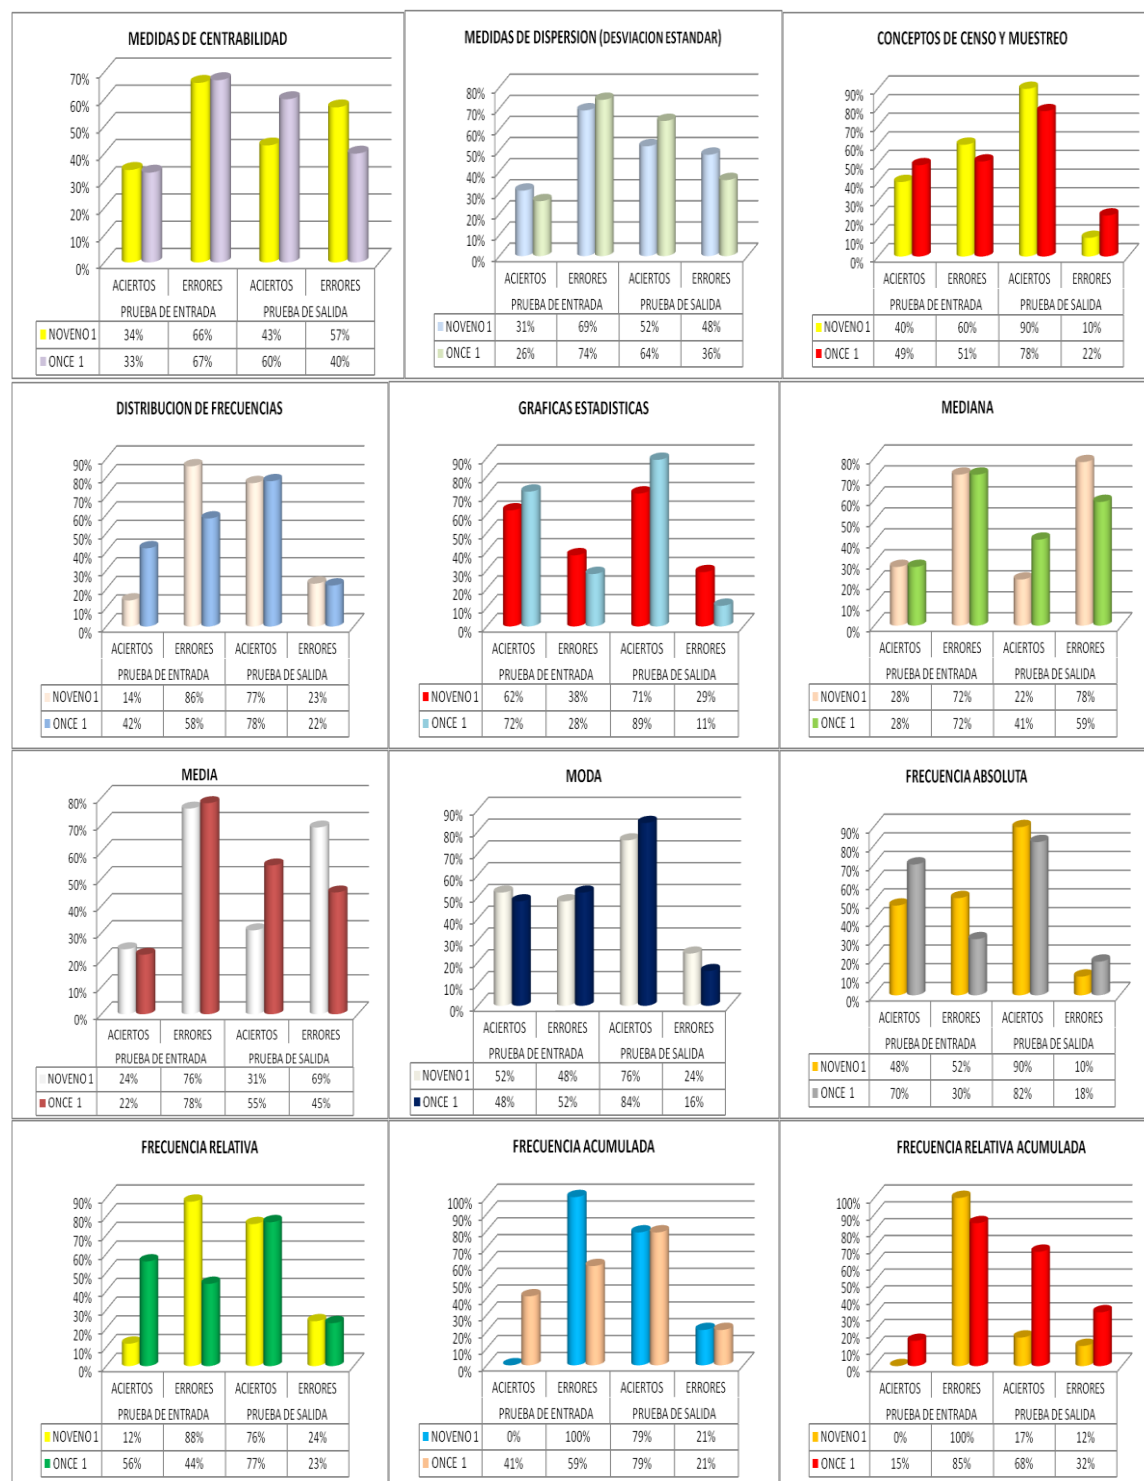 MEDIDAS DE CENTRABILIDAD
70%
60%
50%
40%
30%
20%
10%
0%
ACIERTOS ERRORES ACIERTOS ERRORES
PRUEBA DE ENTRADA PRUEBA DE SALIDA
NOVENO 1 34% 66% 43% 57%
ONCE 1 33% 67% 60% 40%
MEDIDAS DE DISPERSION (DESVIACION ESTANDAR)
80%
70%
60%
50%
40%
30%
20%
10%
0%
ACIERTOS ERRORES ACIERTOS ERRORES
PRUEBA DE ENTRADA PRUEBA DE SALIDA
NOVENO 1 31% 69% 52% 48%
ONCE 1 26% 74% 64% 36%
CONCEPTOS DE CENSO Y MUESTREO
90%
80%
70%
60%
50%
40%
30%
20%
10%
0%
ACIERTOS ERRORES ACIERTOS ERRORES
PRUEBA DE ENTRADA PRUEBA DE SALIDA
NOVENO 1 40% 60% 90% 10%
ONCE 1 49% 51% 78% 22%
DISTRIBUCION DE FRECUENCIAS
90%
80%
70%
60%
50%
40%
30%
20%
10%
0%
ACIERTOS ERRORES ACIERTOS ERRORES
PRUEBA DE ENTRADA PRUEBA DE SALIDA
NOVENO 1 14% 86% 77% 23%
ONCE 1 42% 58% 78% 22%
GRAFICAS ESTADISTICAS
90%
80%
70%
60%
50%
40%
30%
20%
10%
0%
ACIERTOS ERRORES ACIERTOS ERRORES
PRUEBA DE ENTRADA PRUEBA DE SALIDA
NOVENO 1 62% 38% 71% 29%
ONCE 1 72% 28% 89% 11%
MEDIANA
80%
70%
60%
50%
40%
30%
20%
10%
0%
ACIERTOS ERRORES ACIERTOS ERRORES
PRUEBA DE ENTRADA PRUEBA DE SALIDA
NOVENO 1 28% 72% 22% 78%
ONCE 1 28% 72% 41% 59%
MEDIA
80%
70%
60%
50%
40%
30%
20%
10%
0%
ACIERTOS ERRORES ACIERTOS ERRORES
PRUEBA DE ENTRADA PRUEBA DE SALIDA
NOVENO 1 24% 76% 31% 69%
ONCE 1 22% 78% 55% 45%
MODA
90%
80%
70%
60%
50%
40%
30%
20%
10%
0%
ACIERTOS ERRORES ACIERTOS ERRORES
PRUEBA DE ENTRADA PRUEBA DE SALIDA
NOVENO 1 52% 48% 76% 24%
ONCE 1 48% 52% 84% 16%
FRECUENCIA ABSOLUTA
90%
80%
70%
60%
50%
40%
30%
20%
10%
0%
ACIERTOS ERRORES ACIERTOS ERRORES
PRUEBA DE ENTRADA PRUEBA DE SALIDA
NOVENO 1 48% 52% 90% 10%
ONCE 1 70% 30% 82% 18%
FRECUENCIA RELATIVA
90%
80%
70%
60%
50%
40%
30%
20%
10%
0%
ACIERTOS ERRORES ACIERTOS ERRORES
PRUEBA DE ENTRADA PRUEBA DE SALIDA
NOVENO 1 12% 88% 76% 24%
ONCE 1 56% 44% 77% 23%
FRECUENCIA ACUMULADA
100%
90%
80%
70%
60%
50%
40%
30%
20%
10%
0%
ACIERTOS ERRORES ACIERTOS ERRORES
PRUEBA DE ENTRADA PRUEBA DE SALIDA
NOVENO 1 0% 100% 79% 21%
ONCE 1 41% 59% 79% 21%
FRECUENCIA RELATIVA ACUMULADA
100%
90%
80%
70%
60%
50%
40%
30%
20%
10%
0%
ACIERTOS ERRORES ACIERTOS ERRORES
PRUEBA DE ENTRADA PRUEBA DE SALIDA
NOVENO 1 0% 100% 17% 12%
ONCE 1 15% 85% 68% 32%